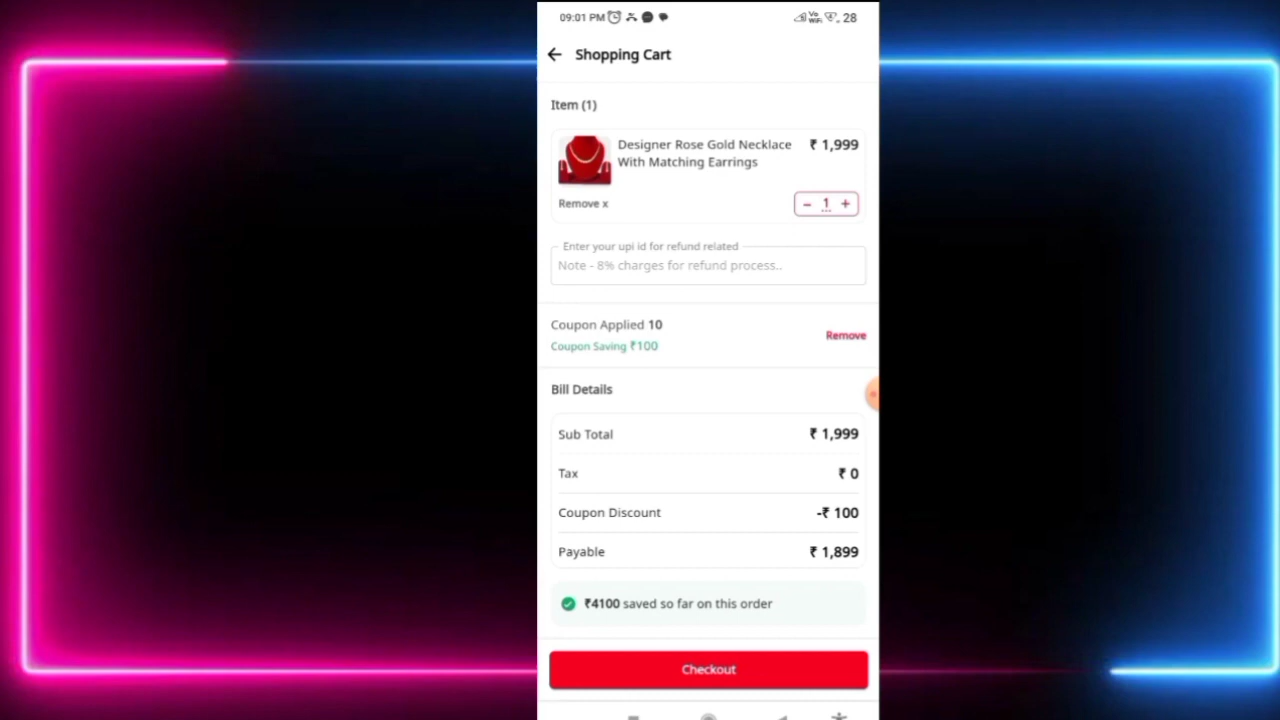 09:01 PM
Vo
WiFi
28
Shopping Cart
Item (1)
Designer Rose Gold Necklace ₹ 1,999
With Matching Earrings
Remove x
− 1 +
Enter your upi id for refund related
Note - 8% charges for refund process..
Coupon Applied 10
Remove
Coupon Saving ₹100
Bill Details
Sub Total ₹ 1,999
Tax ₹ 0
Coupon Discount -₹ 100
Payable ₹ 1,899
₹4100 saved so far on this order
Checkout